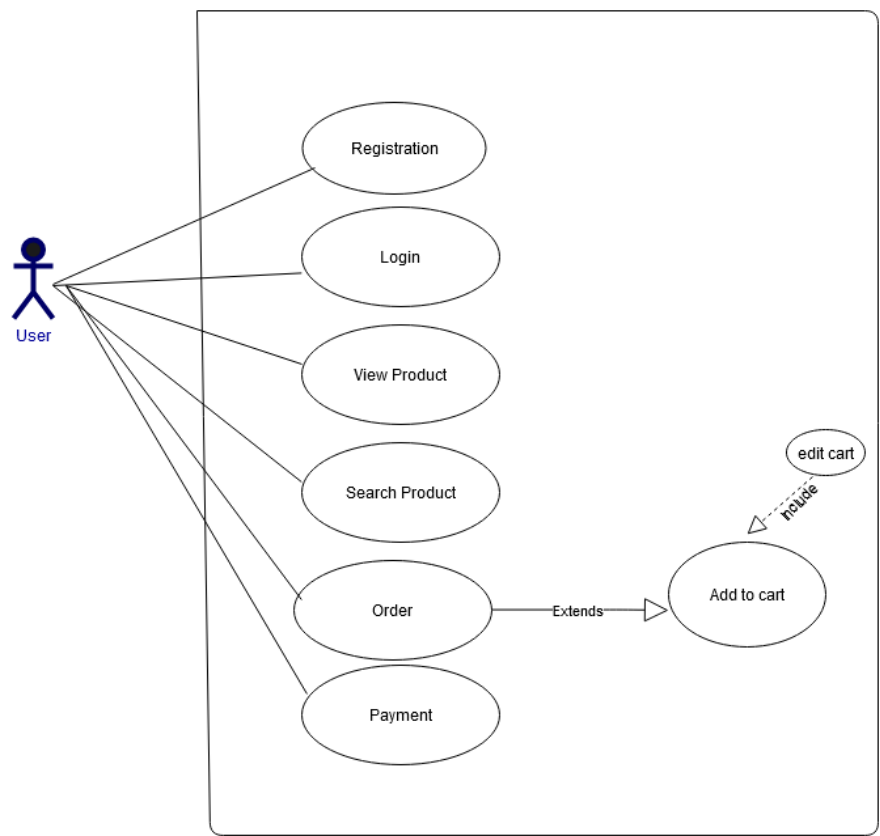 Registration
Login
User
View Product
edit cart
Search Product
include
Add to cart
Order
Extends
Payment